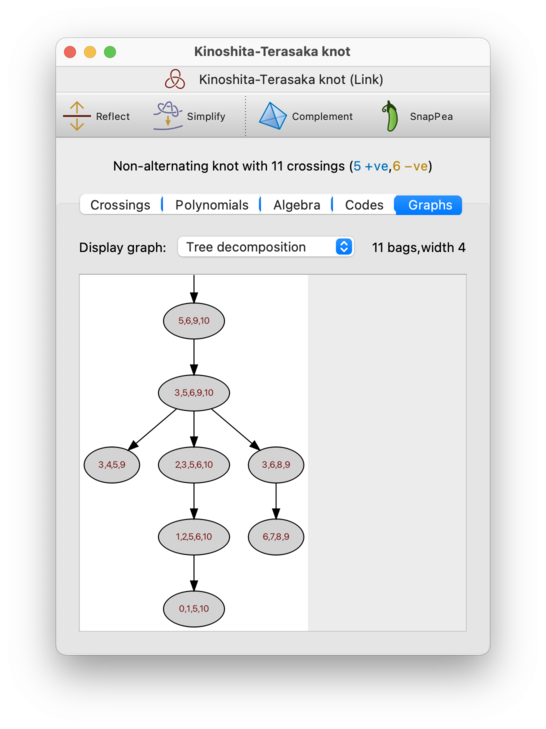 Kinoshita-Terasaka knot
Kinoshita-Terasaka knot (Link)
Reflect Simplify Complement SnapPea
Non-alternating knot with 11 crossings (5 +ve,6 −ve)
Crossings Polynomials Algebra Codes Graphs
Display graph: Tree decomposition 11 bags,width 4
5,6,9,10
3,5,6,9,10
3,4,5,9 2,3,5,6,10 3,6,8,9
1,2,5,6,10 6,7,8,9
0,1,5,10